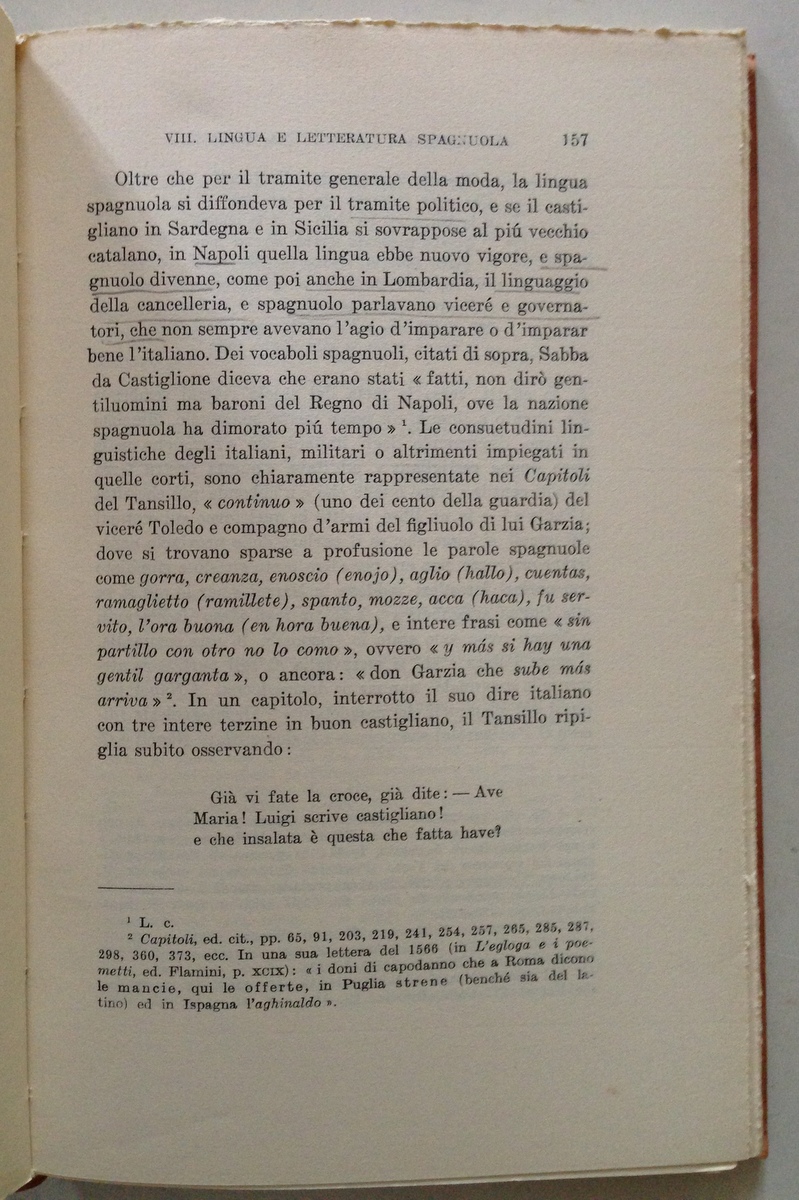 VIII. LINGUA E LETTERATURA SPAGNUOLA 157
Oltre che per il tramite generale della moda, la lingua
spagnuola si diffondeva per il tramite politico, e se il casti-
gliano in Sardegna e in Sicilia si sovrappose al piú vecchio
catalano, in Napoli quella lingua ebbe nuovo vigore, e spa-
gnuolo divenne, come poi anche in Lombardia, il linguaggio
della cancelleria, e spagnuolo parlavano viceré e governa-
tori, che non sempre avevano l'agio d'imparare o d'imparar
bene l'italiano. Dei vocaboli spagnuoli, citati di sopra, Sabba
da Castiglione diceva che erano stati « fatti, non dirò gen-
tiluomini ma baroni del Regno di Napoli, ove la nazione
spagnuola ha dimorato piú tempo » ¹. Le consuetudini lin-
guistiche degli italiani, militari o altrimenti impiegati in
quelle corti, sono chiaramente rappresentate nei Capitoli
del Tansillo, « continuo » (uno dei cento della guardia) del
viceré Toledo e compagno d'armi del figliuolo di lui Garzia;
dove si trovano sparse a profusione le parole spagnuole
come gorra, creanza, enoscio (enojo), aglio (hallo), cuentas,
ramaglietto (ramillete), spanto, mozze, acca (haca), fu ser-
vito, l'ora buona (en hora buena), e intere frasi come « sin
partillo con otro no lo como », ovvero « y más si hay una
gentil garganta », o ancora: « don Garzia che sube más
arriva » ². In un capitolo, interrotto il suo dire italiano
con tre intere terzine in buon castigliano, il Tansillo ripi-
glia subito osservando:
Già vi fate la croce, già dite: — Ave
Maria! Luigi scrive castigliano!
e che insalata è questa che fatta have?
¹ L. c.
² Capitoli, ed. cit., pp. 65, 91, 203, 219, 241, 254, 257, 265, 285, 287,
298, 360, 373, ecc. In una sua lettera del 1566 (in L'egloga e i poe-
metti, ed. Flamini, p. XCIX): « i doni di capodanno che a Roma dicono
le mancie, qui le offerte, in Puglia strene (benché sia del la-
tino) ed in Ispagna l'aghinaldo ».